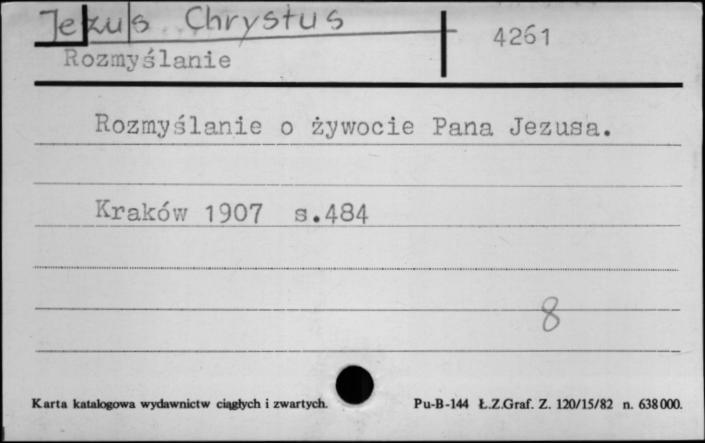 Jezus Chrystus
4261
Rozmyślanie
Rozmyślanie o żywocie Pana Jezusa.
Kraków 1907 s.484
8
Karta katalogowa wydawnictw ciągłych i zwartych. Pu-B-144 Ł.Z.Graf. Z. 120/15/82 n. 638000.